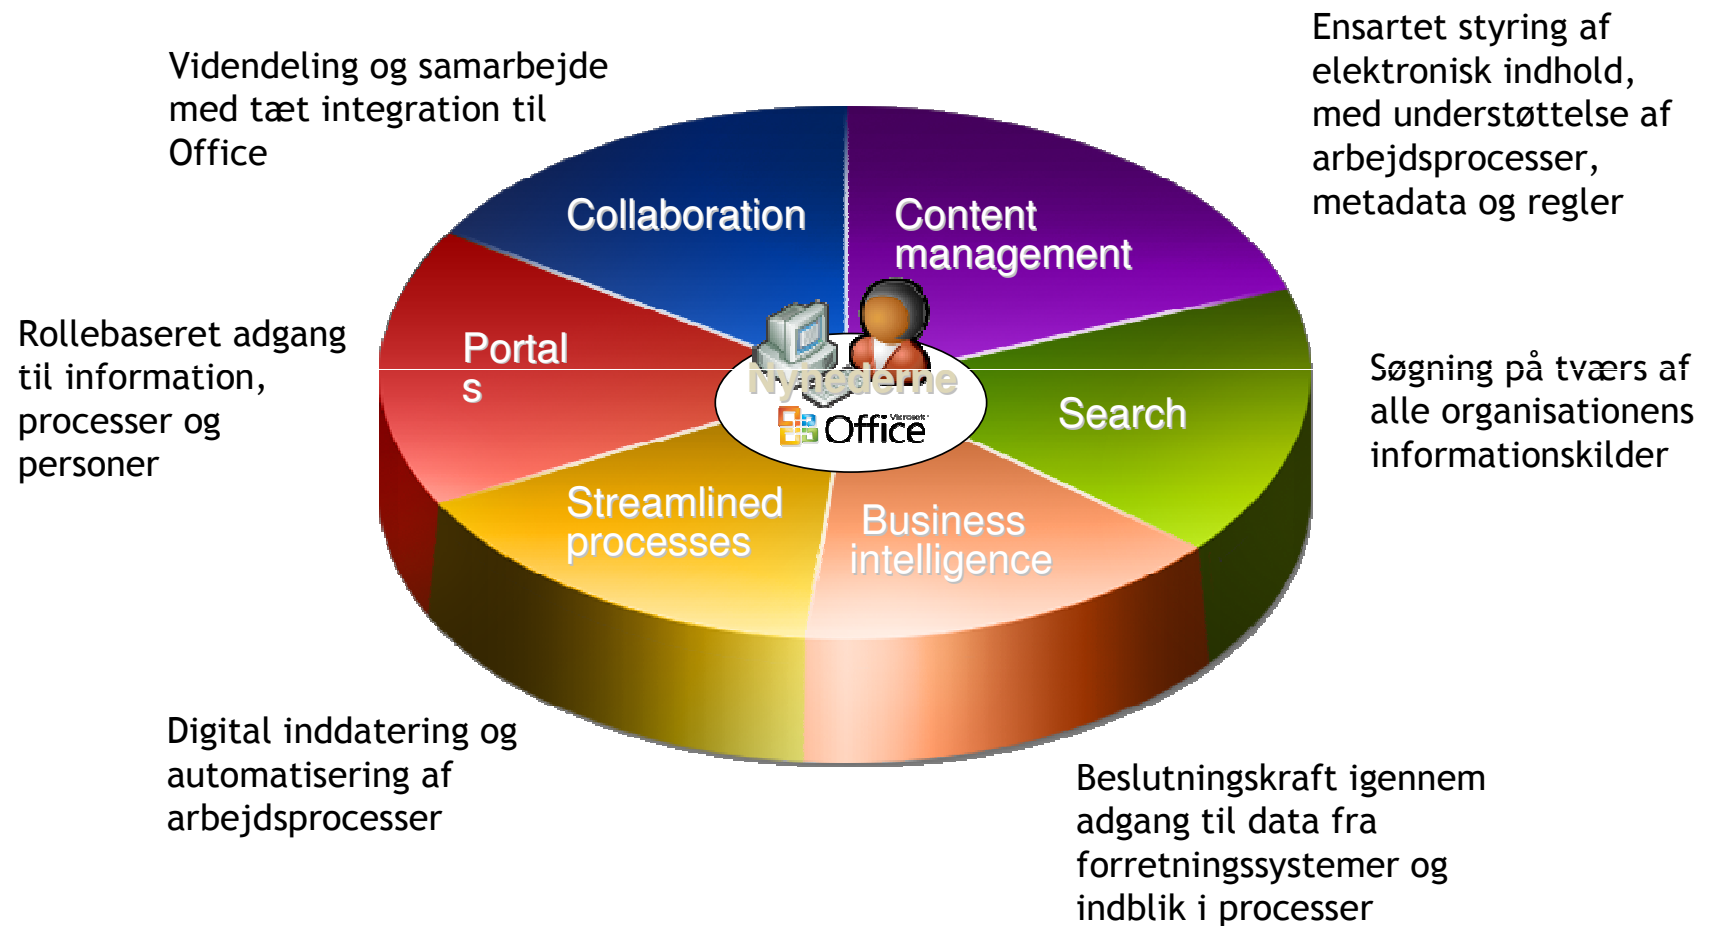 Videndeling og samarbejde
med tæt integration til
Office
Ensartet styring af
elektronisk indhold,
med understøttelse af
arbejdsprocesser,
metadata og regler
Collaboration
Content
management
Rollebaseret adgang
til information,
processer og
personer
Portal
s
Nyhederne
Microsoft
Office
Search
Søgning på tværs af
alle organisationens
informationskilder
Streamlined
processes
Business
intelligence
Digital inddatering og
automatisering af
arbejdsprocesser
Beslutningskraft igennem
adgang til data fra
forretningssystemer og
indblik i processer